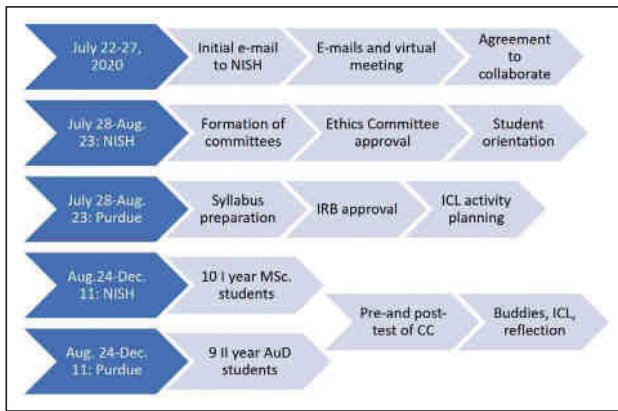 July 22-27,
2020
Initial e-mail
to NISH
E-mails and virtual
meeting
Agreement
to
collaborate
July 28-Aug.
23: NISH
Formation of
committees
Ethics Committee
approval
Student
orientation
July 28-Aug.
23: Purdue
Syllabus
preparation
IRB approval
ICL activity
planning
Aug.24-Dec.
11: NISH
10 I year MSc.
students
Aug. 24-Dec.
11: Purdue
9 II year AuD
students
Pre-and post-
test of CC
Buddies, ICL,
reflection